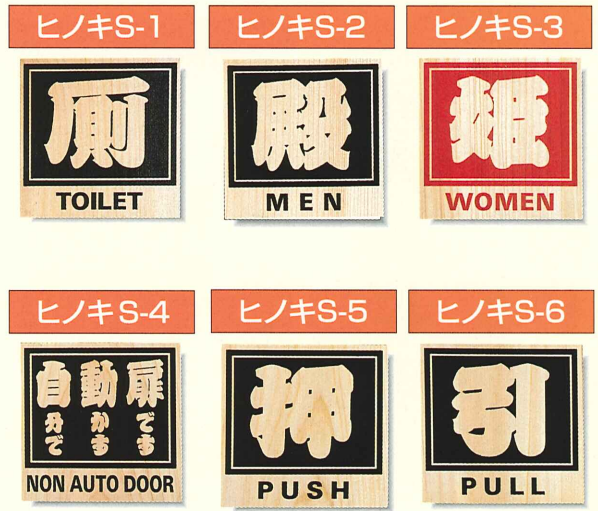 ヒノキS-1
厠
TOILET
ヒノキS-2
殿
MEN
ヒノキS-3
姫
WOMEN
ヒノキS-4
自分で
動かす
扉です
NON AUTO DOOR
ヒノキS-5
押
PUSH
ヒノキS-6
引
PULL